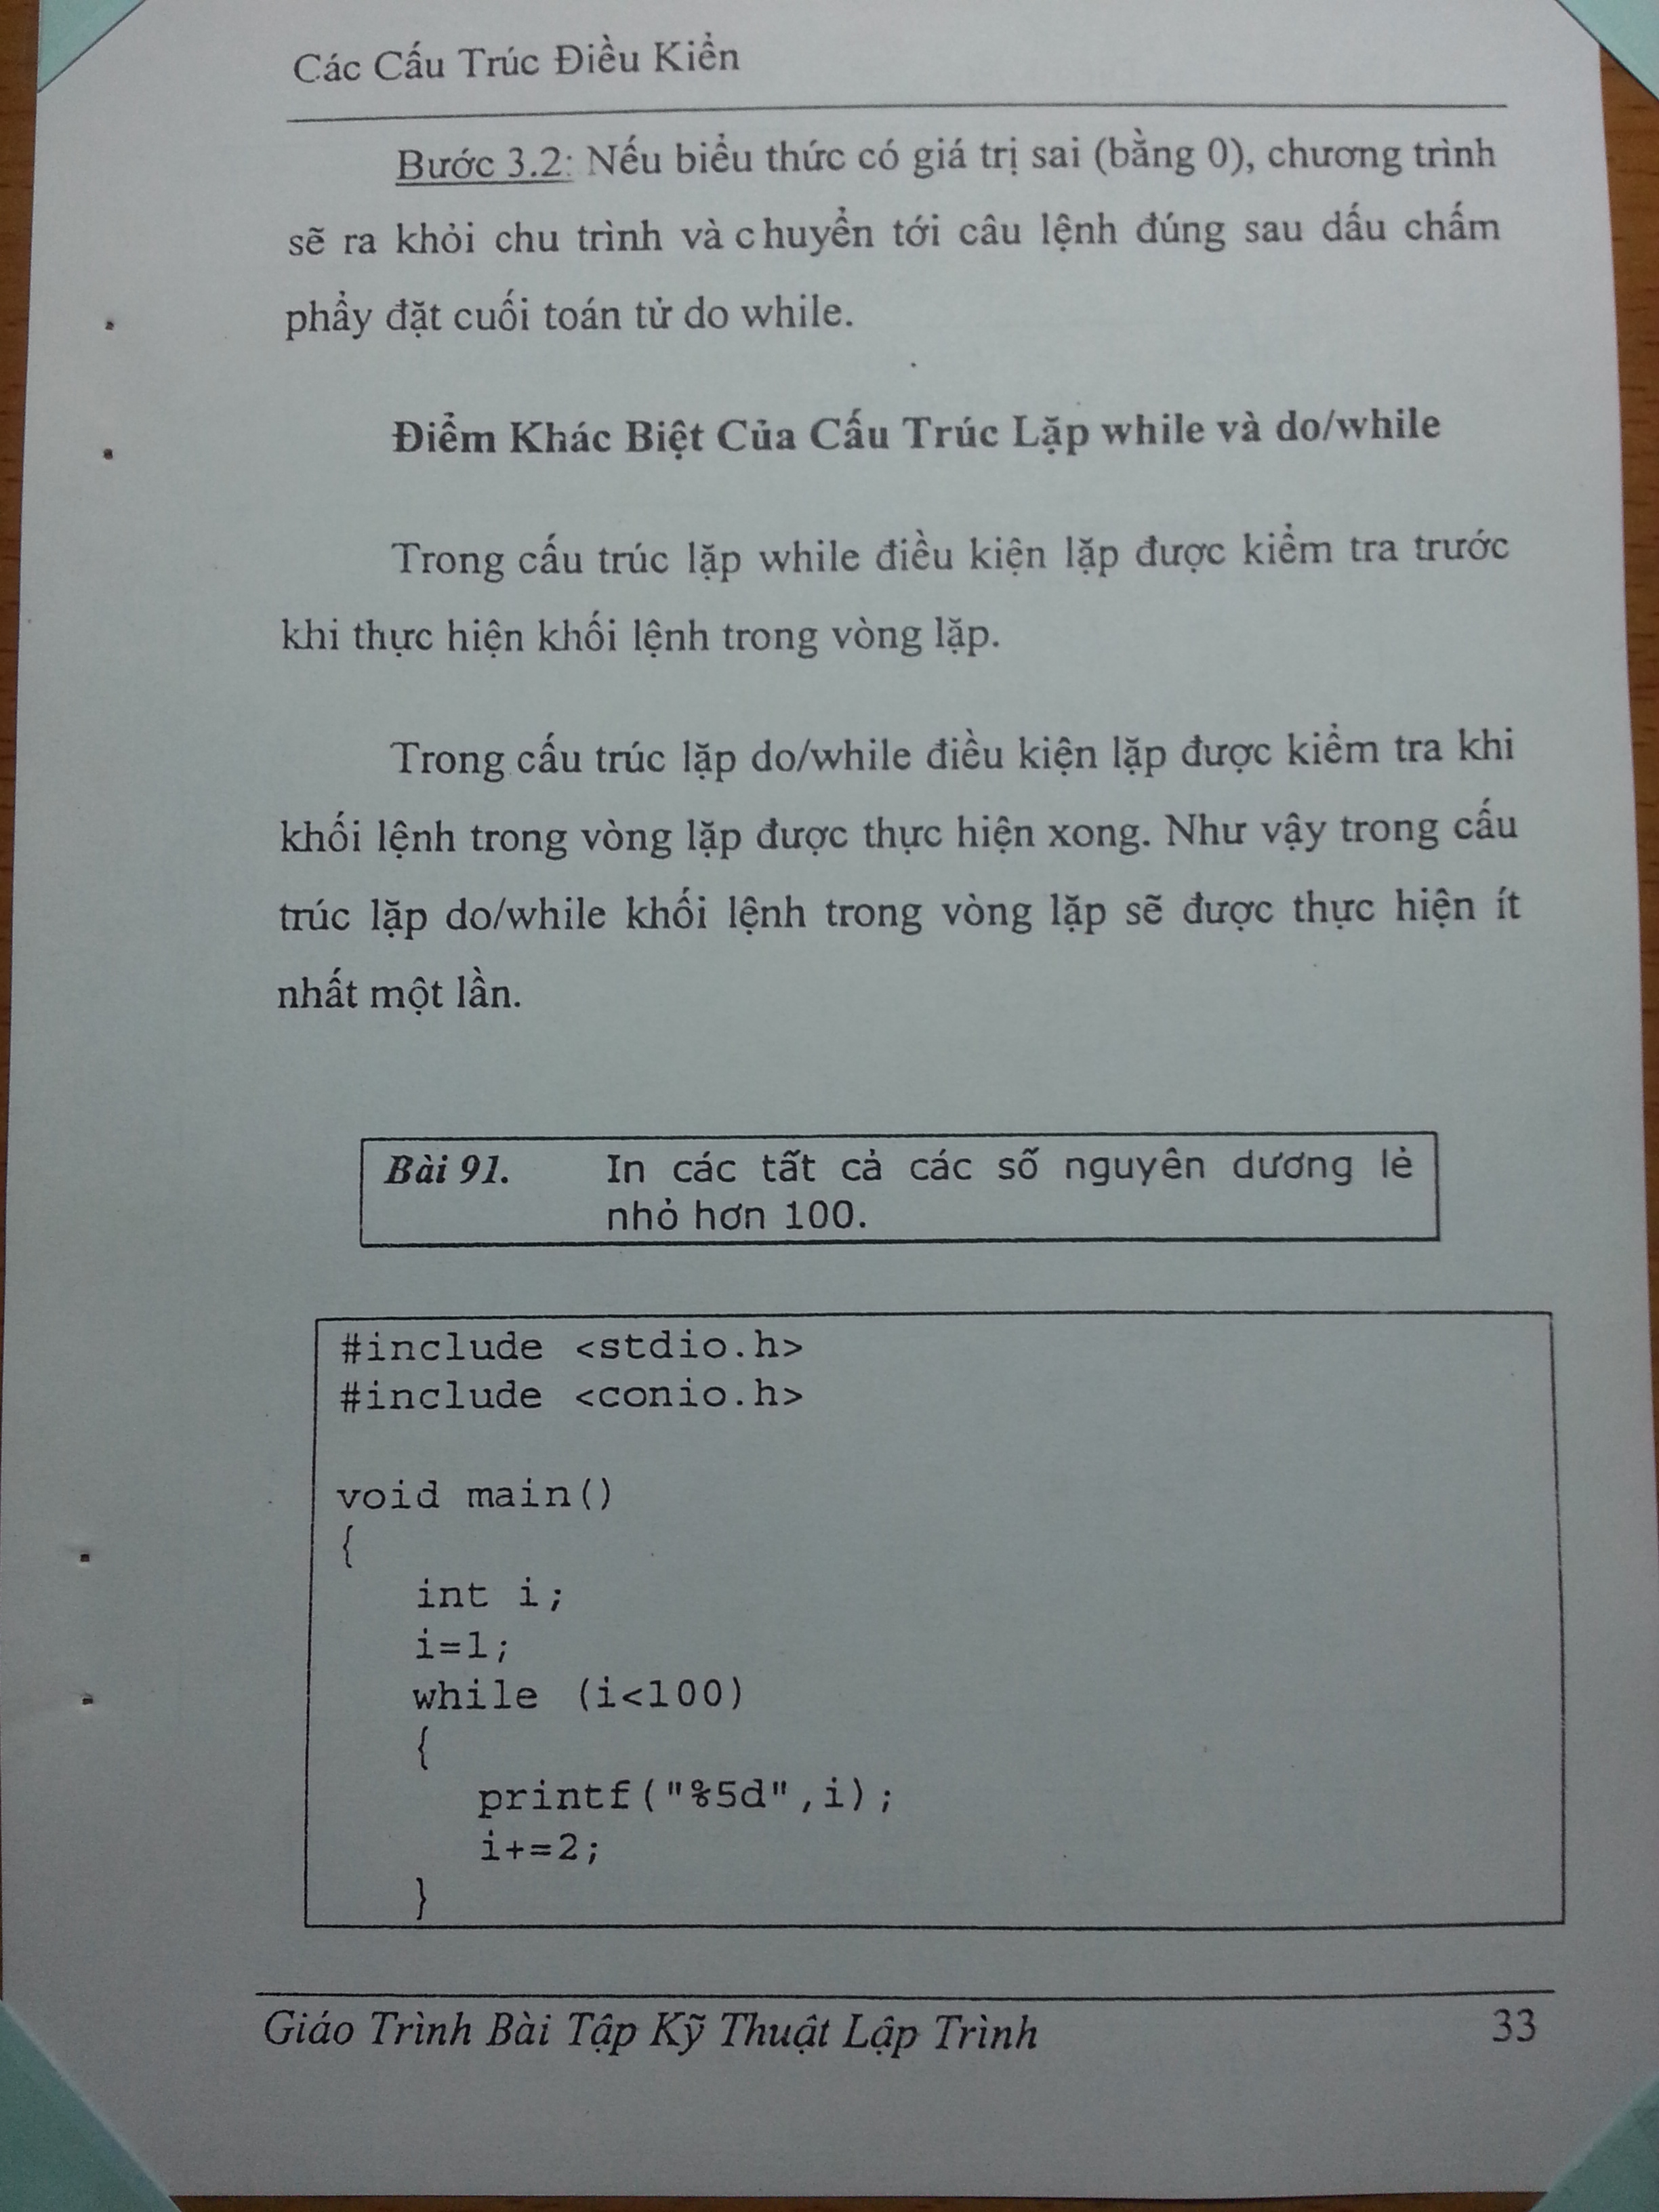 Các Cấu Trúc Điều Kiển
Bước 3.2: Nếu biểu thức có giá trị sai (bằng 0), chương trình
sẽ ra khỏi chu trình và c huyển tới câu lệnh đúng sau dấu chấm
phẩy đặt cuối toán tử do while.
Điểm Khác Biệt Của Cấu Trúc Lặp while và do/while
Trong cấu trúc lặp while điều kiện lặp được kiểm tra trước
khi thực hiện khối lệnh trong vòng lặp.
Trong cấu trúc lặp do/while điều kiện lặp được kiểm tra khi
khối lệnh trong vòng lặp được thực hiện xong. Như vậy trong cấu
trúc lặp do/while khối lệnh trong vòng lặp sẽ được thực hiện ít
nhất một lần.
Bài 91. In các tất cả các số nguyên dương lẻ
nhỏ hơn 100.
#include <stdio.h>
#include <conio.h>
void main()
{
int i;
i=1;
while (i<100)
{
printf("%5d",i);
i+=2;
}
Giáo Trình Bài Tập Kỹ Thuật Lập Trình 33